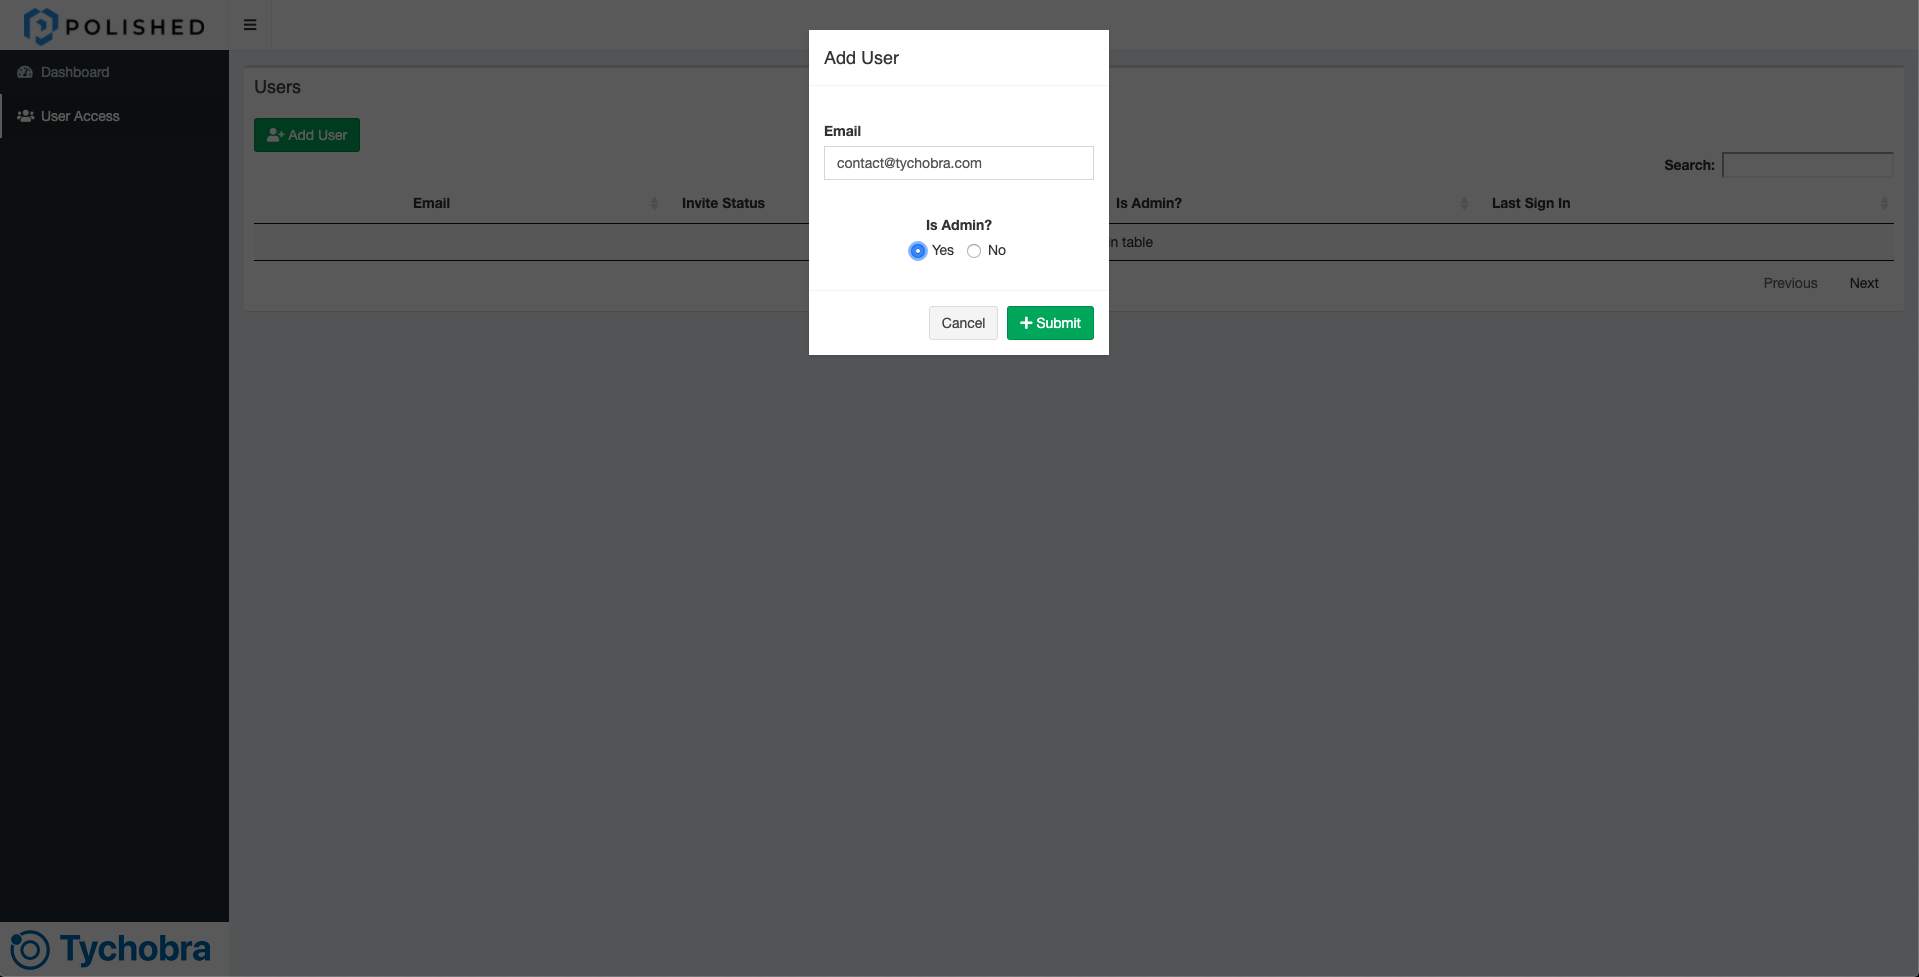 POLISHED
Dashboard
User Access
Users
Add User
Search:
Email Invite Status Is Admin? Last Sign In
in table
Previous Next
Add User
Email
contact@tychobra.com
Is Admin?
Yes No
Cancel Submit
Tychobra